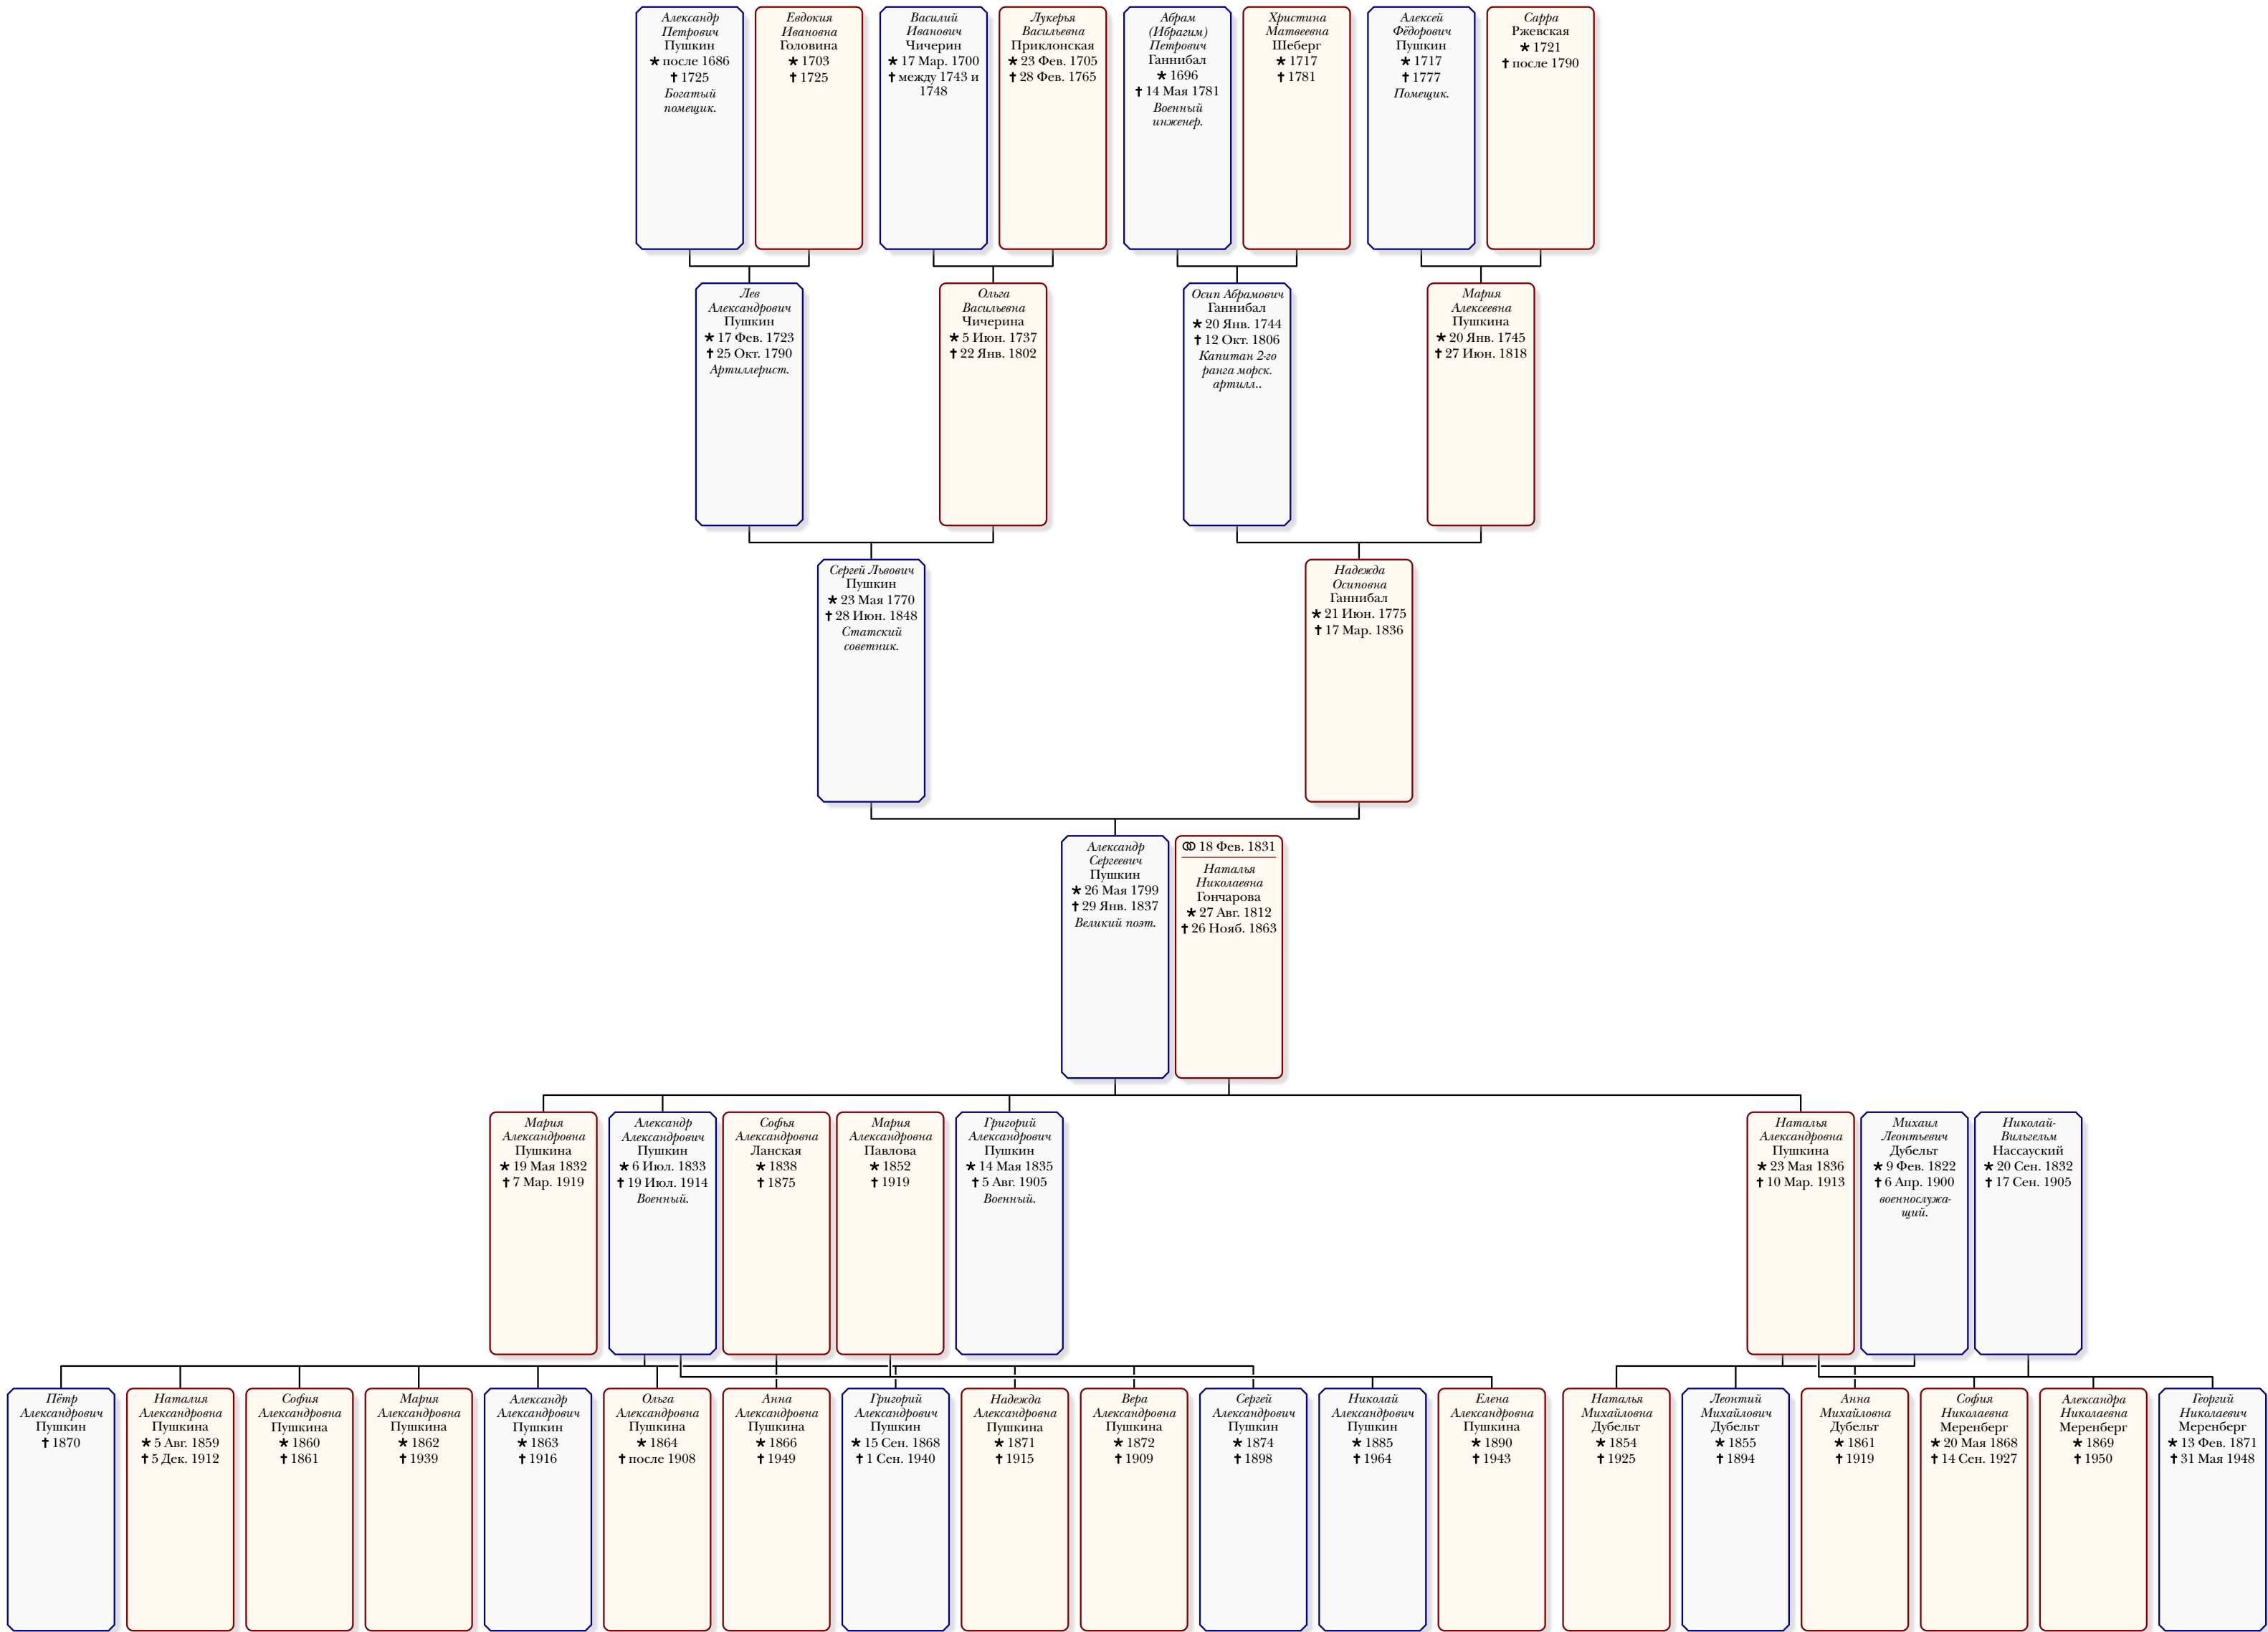 Александр
Петрович
Пушкин
★ после 1686
✝ 1725
Богатый
помещик.
Евдокия
Ивановна
Головина
★ 1703
✝ 1725
Василий
Иванович
Чичерин
★ 17 Мар. 1700
✝ между 1743 и
1748
Лукерья
Васильевна
Приклонская
★ 23 Фев. 1705
✝ 28 Фев. 1765
Абрам
(Ибрагим)
Петрович
Ганнибал
★ 1696
✝ 14 Мая 1781
Военный
инженер.
Христина
Матвеевна
Шеберг
★ 1717
✝ 1781
Алексей
Фёдорович
Пушкин
★ 1717
✝ 1777
Помещик.
Сарра
Ржевская
★ 1721
✝ после 1790
Лев
Александрович
Пушкин
★ 17 Фев. 1723
✝ 25 Окт. 1790
Артиллерист.
Ольга
Васильевна
Чичерина
★ 5 Июн. 1737
✝ 22 Янв. 1802
Осип Абрамович
Ганнибал
★ 20 Янв. 1744
✝ 12 Окт. 1806
Капитан 2-го
ранга морск.
артилл..
Мария
Алексеевна
Пушкина
★ 20 Янв. 1745
✝ 27 Июн. 1818
Сергей Львович
Пушкин
★ 23 Мая 1770
✝ 28 Июн. 1848
Статский
советник.
Надежда
Осиповна
Ганнибал
★ 21 Июн. 1775
✝ 17 Мар. 1836
Александр
Сергеевич
Пушкин
★ 26 Мая 1799
✝ 29 Янв. 1837
Великий поэт.
⚭ 18 Фев. 1831
Наталья
Николаевна
Гончарова
★ 27 Авг. 1812
✝ 26 Нояб. 1863
Мария
Александровна
Пушкина
★ 19 Мая 1832
✝ 7 Мар. 1919
Александр
Александрович
Пушкин
★ 6 Июл. 1833
✝ 19 Июл. 1914
Военный.
Софья
Александровна
Ланская
★ 1838
✝ 1875
Мария
Александровна
Павлова
★ 1852
✝ 1919
Григорий
Александрович
Пушкин
★ 14 Мая 1835
✝ 5 Авг. 1905
Военный.
Наталья
Александровна
Пушкина
★ 23 Мая 1836
✝ 10 Мар. 1913
Михаил
Леонтьевич
Дубельт
★ 9 Фев. 1822
✝ 6 Апр. 1900
военнослужа-
щий.
Николай-
Вильгельм
Нассауский
★ 20 Сен. 1832
✝ 17 Сен. 1905
Пётр
Александрович
Пушкин
✝ 1870
Наталия
Александровна
Пушкина
★ 5 Авг. 1859
✝ 5 Дек. 1912
София
Александровна
Пушкина
★ 1860
✝ 1861
Мария
Александровна
Пушкина
★ 1862
✝ 1939
Александр
Александрович
Пушкин
★ 1863
✝ 1916
Ольга
Александровна
Пушкина
★ 1864
✝ после 1908
Анна
Александровна
Пушкина
★ 1866
✝ 1949
Григорий
Александрович
Пушкин
★ 15 Сен. 1868
✝ 1 Сен. 1940
Надежда
Александровна
Пушкина
★ 1871
✝ 1915
Вера
Александровна
Пушкина
★ 1872
✝ 1909
Сергей
Александрович
Пушкин
★ 1874
✝ 1898
Николай
Александрович
Пушкин
★ 1885
✝ 1964
Елена
Александровна
Пушкина
★ 1890
✝ 1943
Наталья
Михайловна
Дубельт
★ 1854
✝ 1925
Леонтий
Михайлович
Дубельт
★ 1855
✝ 1894
Анна
Михайловна
Дубельт
★ 1861
✝ 1919
София
Николаевна
Меренберг
★ 20 Мая 1868
✝ 14 Сен. 1927
Александра
Николаевна
Меренберг
★ 1869
✝ 1950
Георгий
Николаевич
Меренберг
★ 13 Фев. 1871
✝ 31 Мая 1948